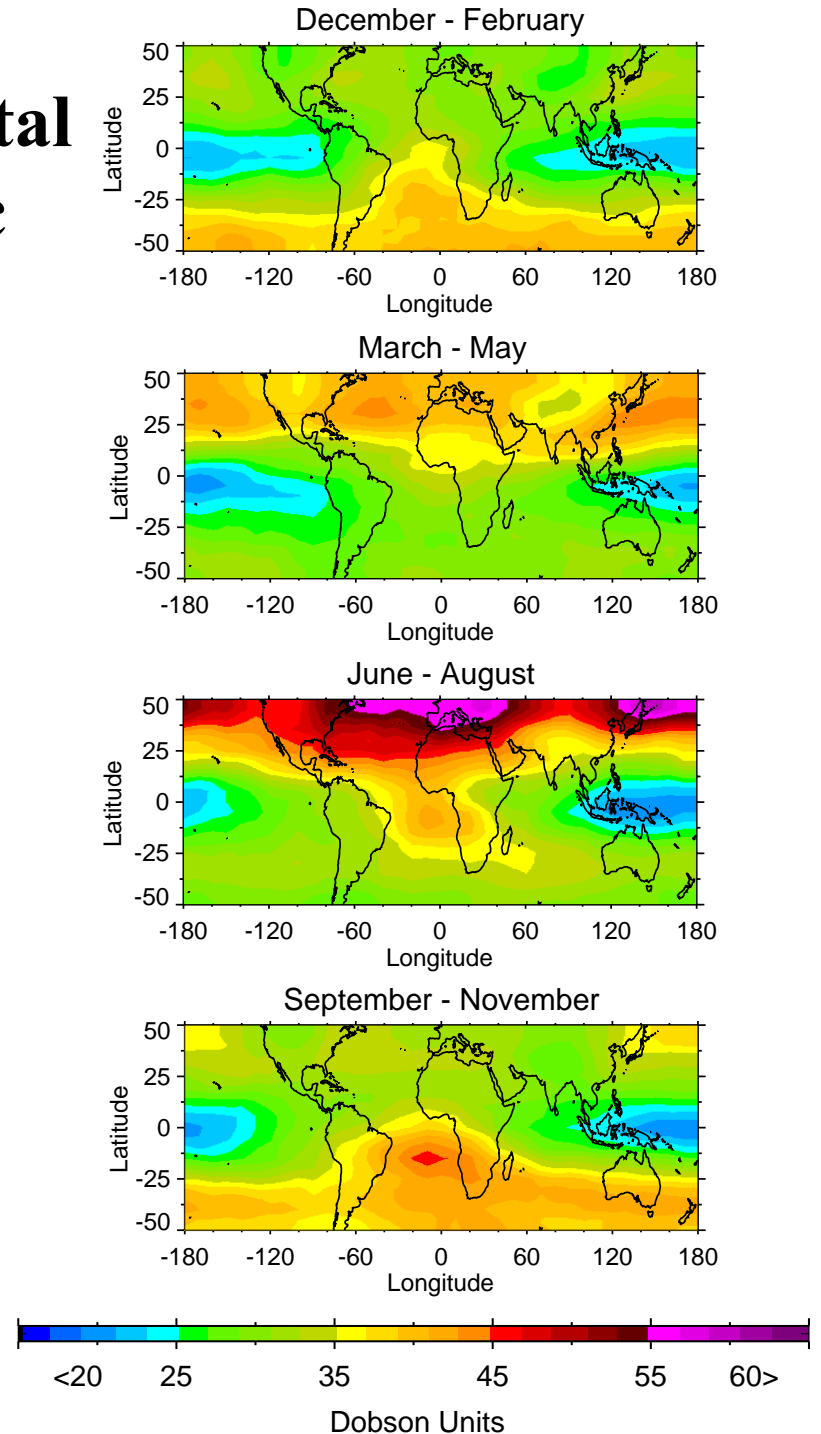 December - February
tal
c
50
25
0
-25
-50
Latitude
-180 -120 -60 0 60 120 180
Longitude
March - May
50
25
0
-25
-50
Latitude
-180 -120 -60 0 60 120 180
Longitude
June - August
50
25
0
-25
-50
Latitude
-180 -120 -60 0 60 120 180
Longitude
September - November
50
25
0
-25
-50
Latitude
-180 -120 -60 0 60 120 180
Longitude
<20 25 35 45 55 60>
Dobson Units